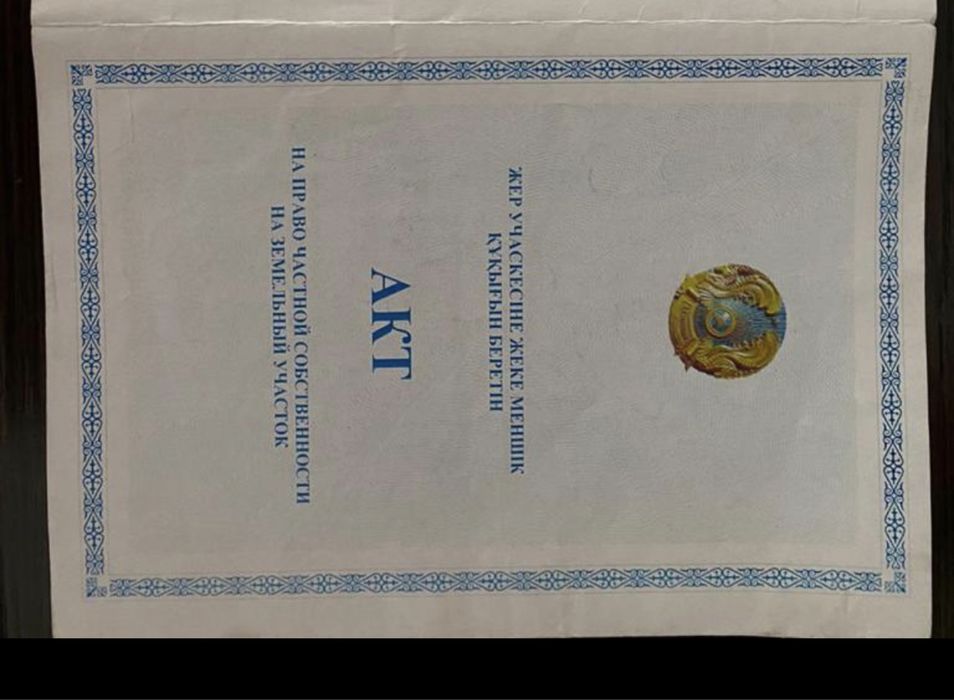 ЖЕР УЧАСКЕСІНЕ ЖЕКЕ МЕНШІК
ҚҰҚЫҒЫН БЕРЕТІН
АКТ
НА ПРАВО ЧАСТНОЙ СОБСТВЕННОСТИ
НА ЗЕМЕЛЬНЫЙ УЧАСТОК